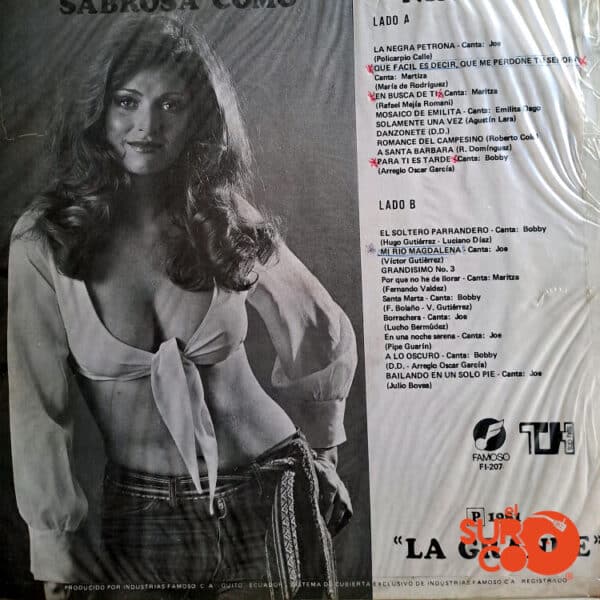 SABROSA COMO
LADO A
LA NEGRA PETRONA - Canta: Joe
(Policarpio Calle)
QUE FACIL ES DECIR, QUE ME PERDONE TU SEÑORA
Canta: Martiza
(María de Rodríguez)
EN BUSCA DE TI - Canta: Maritza
(Rafael Mejía Romani)
MOSAICO DE EMILITA - Canta: Emilita Dago
SOLAMENTE UNA VEZ (Agustín Lara)
DANZONETE (D.D.)
ROMANCE DEL CAMPESINO (Roberto Cole)
A SANTA BARBARA (R. Domínguez)
PARA TI ES TARDE - Canta: Bobby
(Arreglo Oscar García)
LADO B
EL SOLTERO PARRANDERO - Canta: Bobby
(Hugo Gutiérrez - Luciano Díaz)
MI RIO MAGDALENA - Canta: Joe
(Víctor Gutiérrez)
GRANDISIMO No. 3
Por que no he de llorar - Canta: Maritza
(Fernando Valdez)
Santa Marta - Canta: Bobby
(F. Bolaño - V. Gutiérrez)
Borrachera - Canta: Joe
(Lucho Bermúdez)
En una noche serena - Canta: Joe
(Pipe Guarín)
A LO OSCURO - Canta: Bobby
(D.D. - Arreglo Oscar García)
BAILANDO EN UN SOLO PIE - Canta: Joe
(Julio Bovea)
FAMOSO
FI-207
TH
P 1981
el
SURCO
"LA GRANDE"
PRODUCIDO POR INDUSTRIAS FAMOSO C A QUITO ECUADOR - SISTEMA DE CUBIERTA EXCLUSIVO DE INDUSTRIAS FAMOSO C.A. REGISTRADO